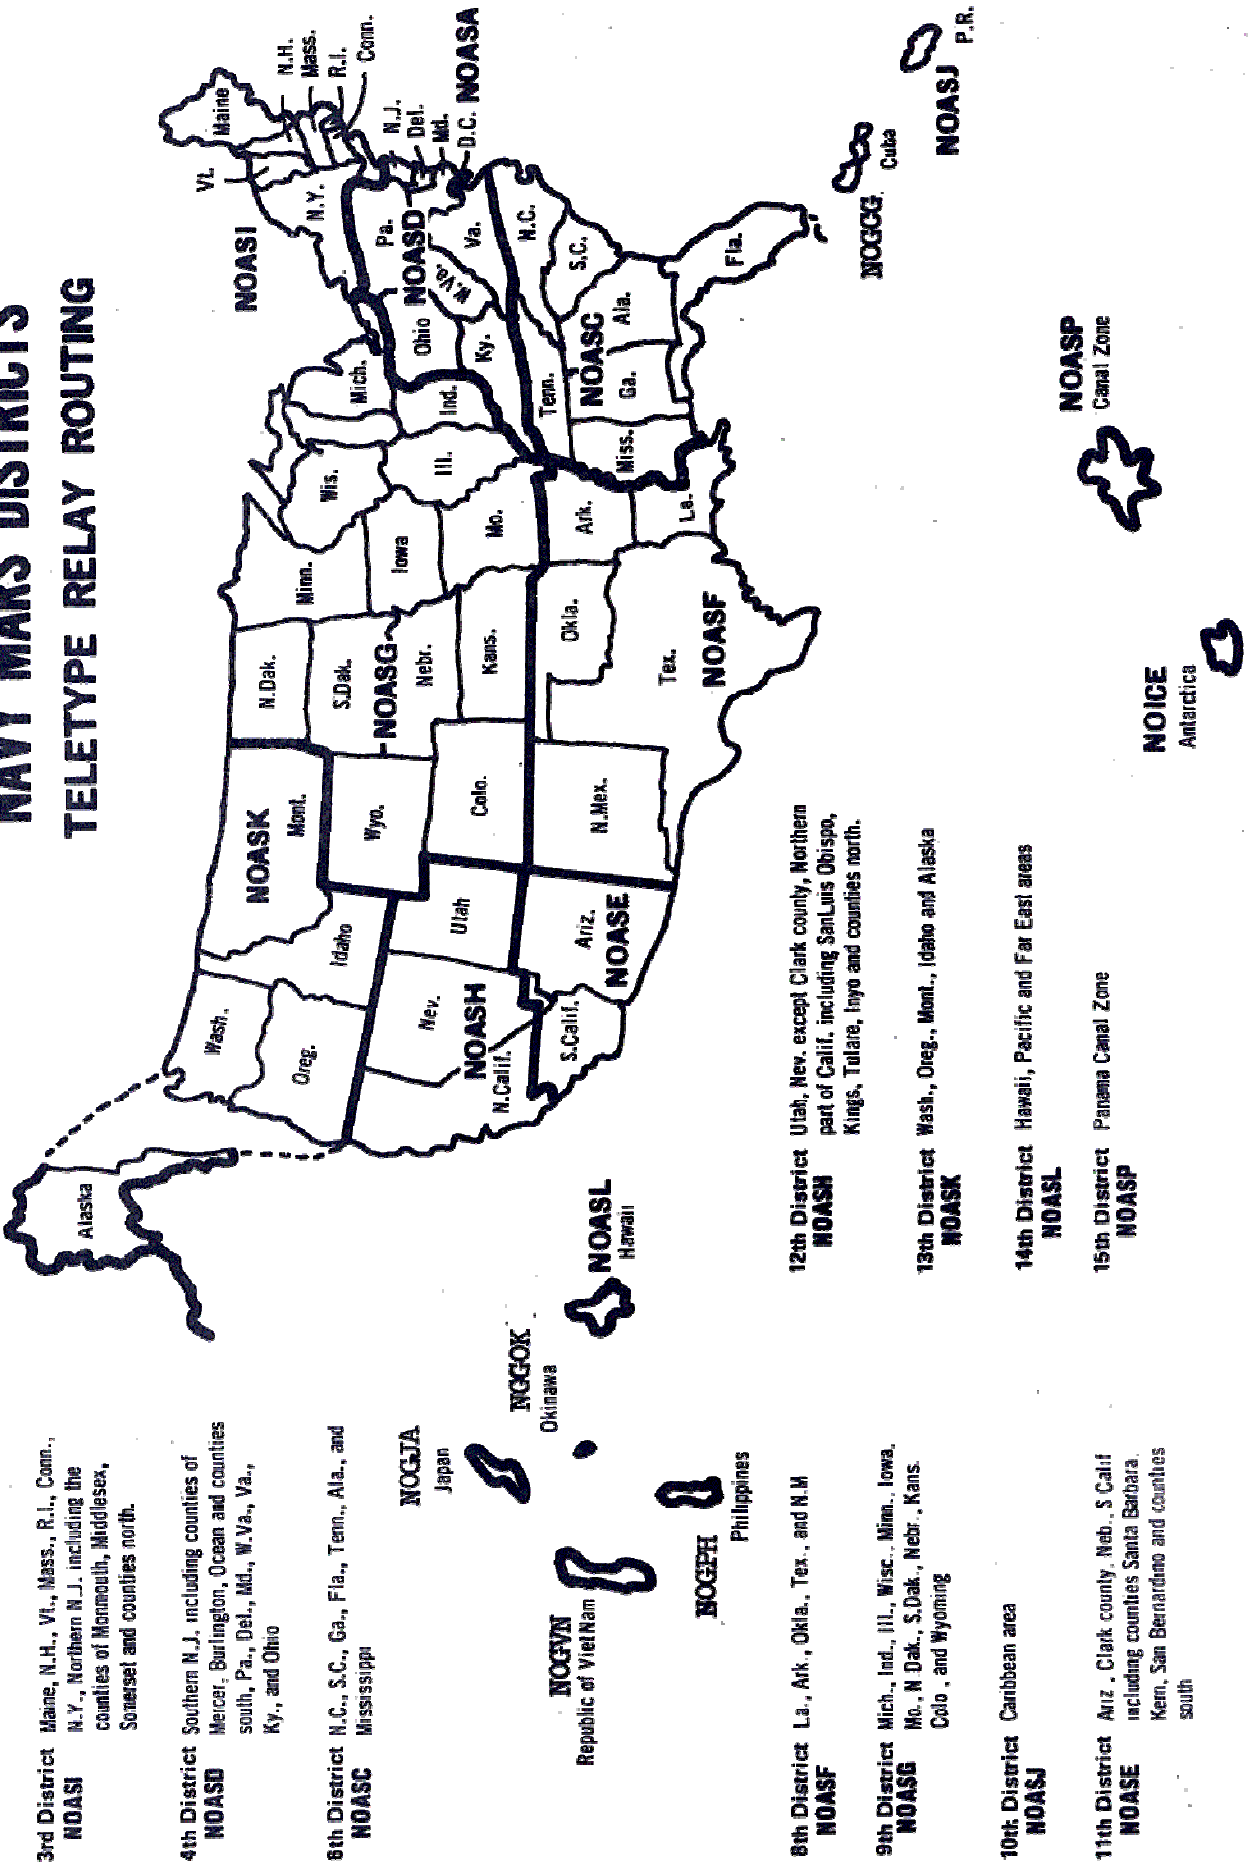 NAVY MARS DISTRICTS
TELETYPE RELAY ROUTING
Alaska
Wash.
Oreg.
Idaho
NOASK
Mont.
Wyo.
N.Dak.
S.Dak.
NOASG
Nebr.
Kans.
Colo.
Minn.
Iowa
Mo.
Wis.
Ill.
Mich.
Ind.
Ohio
Ky.
NOASI
N.Y.
Vt.
Maine
N.H.
Mass.
R.I.
Conn.
N.J.
Del.
Md.
D.C. NOASA
Pa.
NOASD
W.Va.
Va.
N.C.
S.C.
Tenn.
NOASC
Ala.
Ga.
Miss.
Fla.
Nev.
NOASH
N.Calif.
Utah
S.Calif.
Ariz.
NOASE
N.Mex.
Okla.
Tex.
NOASF
Ark.
La.
NOGCG
Cuba
NOASJ
P.R.
NOASP
Canal Zone
NOICE
Antarctica
NOASL
Hawaii
NGGOK
Okinawa
NOGJA
Japan
NOGPH
Philippines
NOGVN
Republic of VietNam
3rd District Maine, N.H., Vt., Mass., R.I., Conn.,
NOASI N.Y., Northern N.J. including the
counties of Monmouth, Middlesex,
Somerset and counties north.
4th District Southern N.J. including counties of
NOASD Mercer, Burlington, Ocean and counties
south, Pa., Del., Md., W.Va., Va.,
Ky., and Ohio
6th District N.C., S.C., Ga., Fla., Tenn., Ala., and
NOASC Mississippi
8th District La., Ark., Okla., Tex., and N.M
NOASF
9th District Mich., Ind., Ill., Wisc., Minn., Iowa,
NOASG Mo., N Dak., S.Dak., Nebr., Kans.
Colo., and Wyoming
10th District Caribbean area
NOASJ
11th District Ariz., Clark county, Neb., S Calif
NOASE including counties Santa Barbara
Kern, San Bernardino and counties
south
12th District Utah, Nev. except Clark county, Northern
NOASH part of Calif. including SanLuis Obispo,
Kings, Tulare, Inyo and counties north.
13th District Wash., Oreg., Mont., Idaho and Alaska
NOASK
14th District Hawaii, Pacific and Far East areas
NOASL
15th District Panama Canal Zone
NOASP